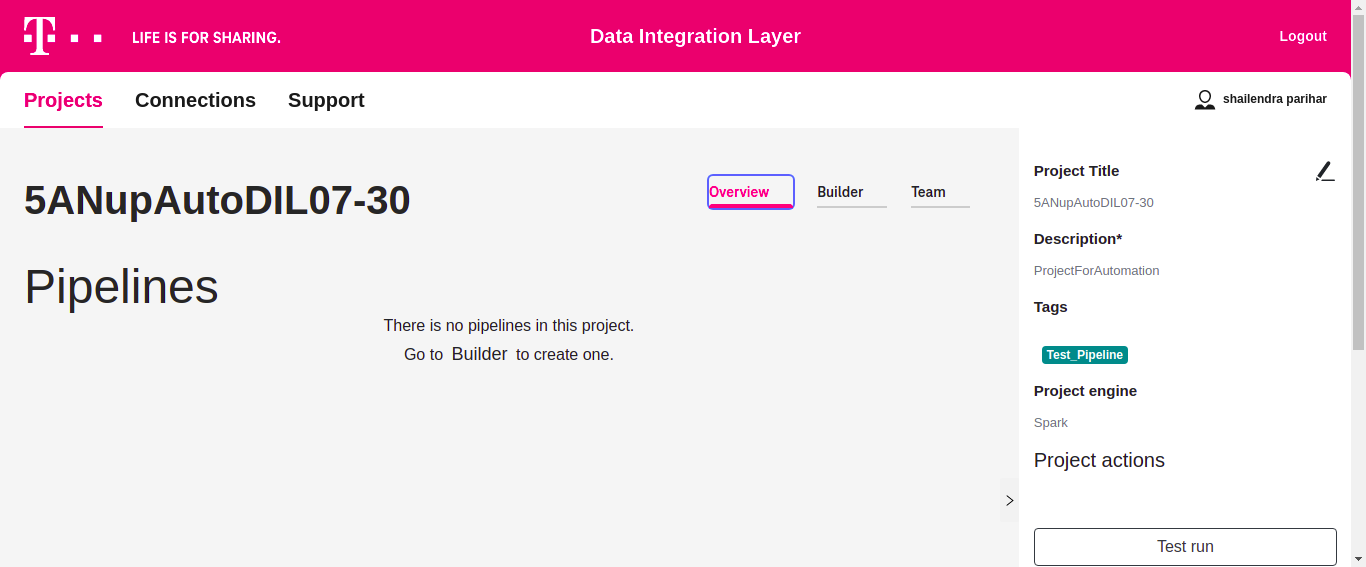 T
LIFE IS FOR SHARING.
Data Integration Layer
Logout
Projects
Connections
Support
shailendra parihar
5ANupAutoDIL07-30
Overview
Builder
Team
Pipelines
There is no pipelines in this project.
Go to Builder to create one.
Project Title
5ANupAutoDIL07-30
Description*
ProjectForAutomation
Tags
Test_Pipeline
Project engine
Spark
Project actions
Test run